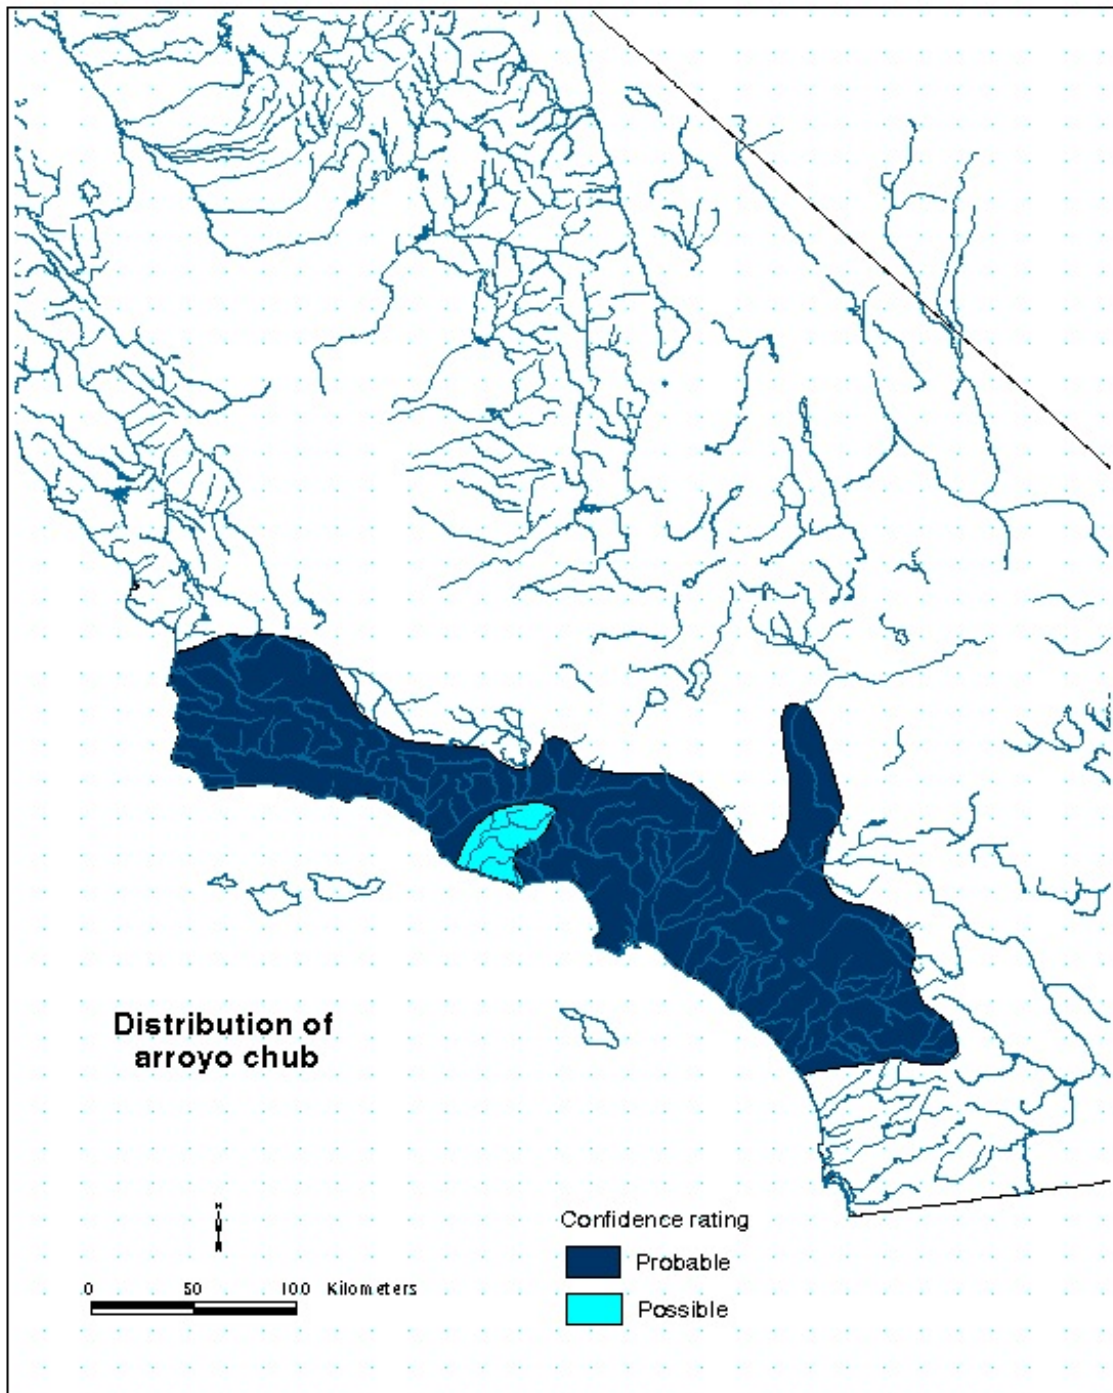 Distribution of
arroyo chub
N
Confidence rating
Probable
Possible
0 50 100 Kilometers